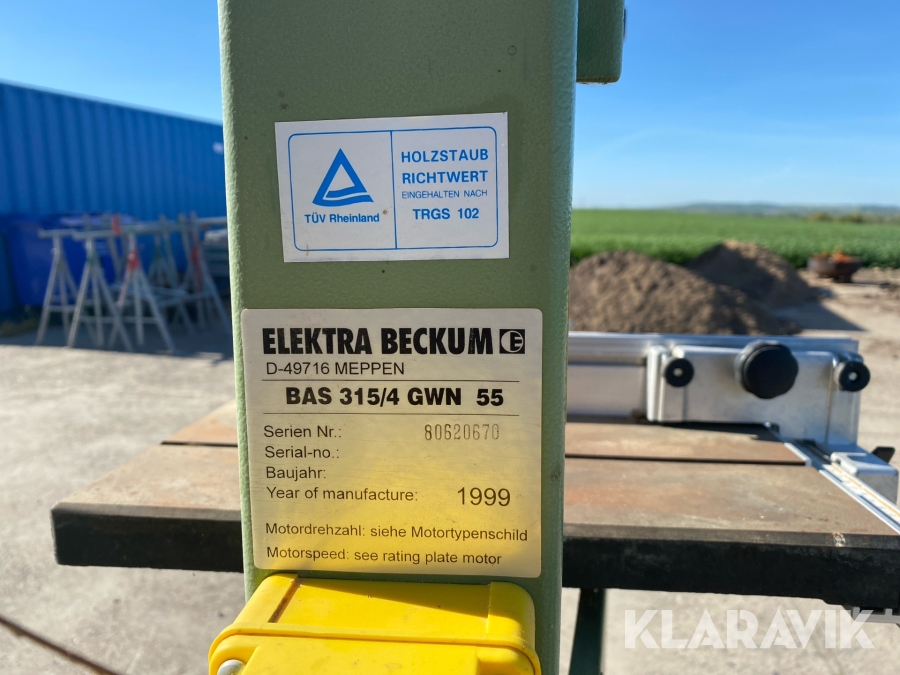 HOLZSTAUB
RICHTWERT
EINGEHALTEN NACH
TRGS 102
TÜV Rheinland
ELEKTRA BECKUM
D-49716 MEPPEN
BAS 315/4 GWN 55
Serien Nr.: 80620670
Serial-no.:
Baujahr:
Year of manufacture: 1999
Motordrehzahl: siehe Motortypenschild
Motorspeed: see rating plate motor
KLARAVIK